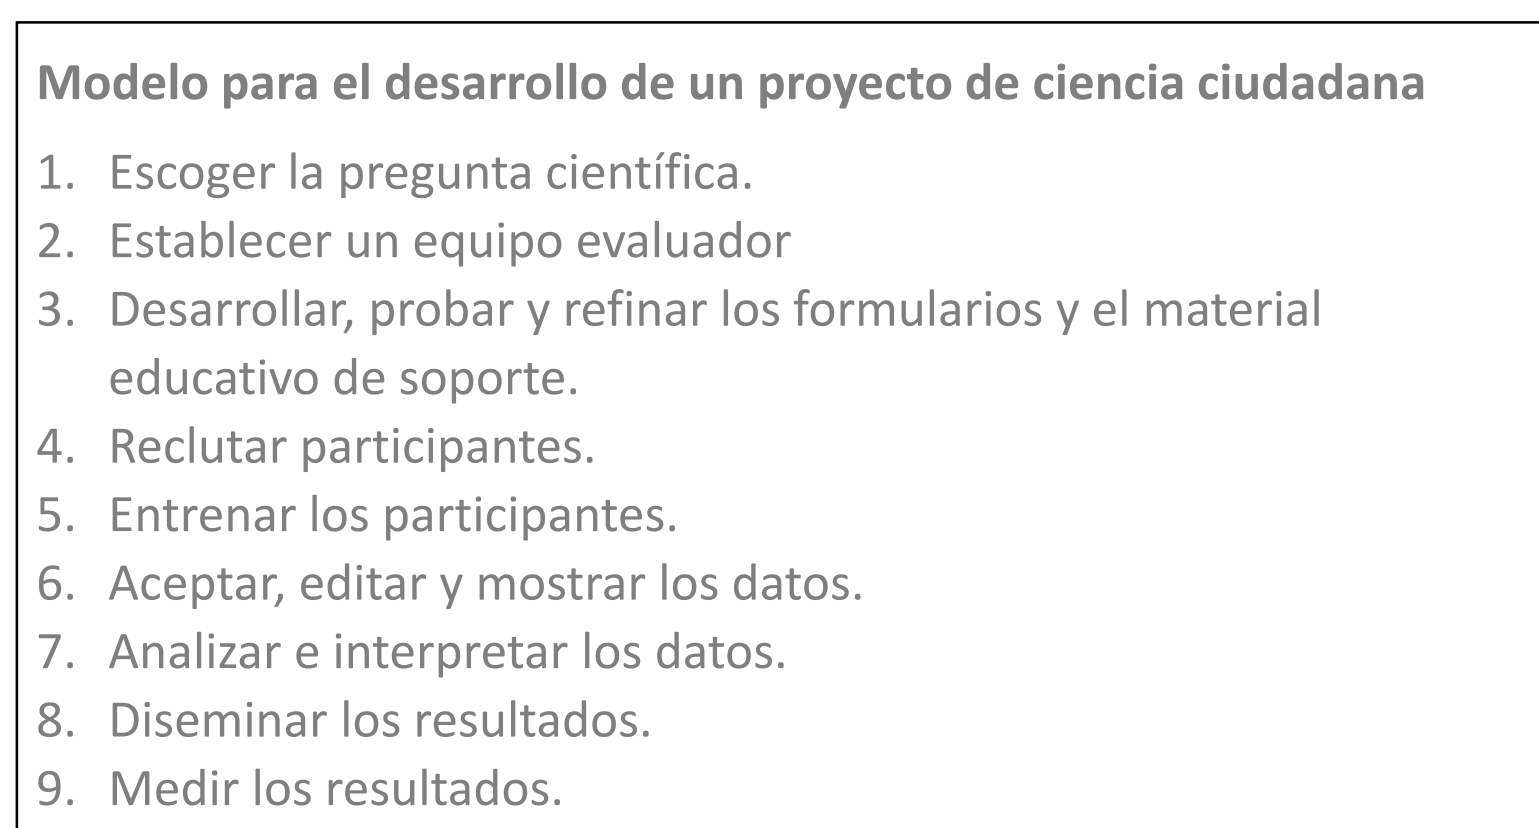 Modelo para el desarrollo de un proyecto de ciencia ciudadana
1. Escoger la pregunta científica.
2. Establecer un equipo evaluador
3. Desarrollar, probar y refinar los formularios y el material
educativo de soporte.
4. Reclutar participantes.
5. Entrenar los participantes.
6. Aceptar, editar y mostrar los datos.
7. Analizar e interpretar los datos.
8. Diseminar los resultados.
9. Medir los resultados.